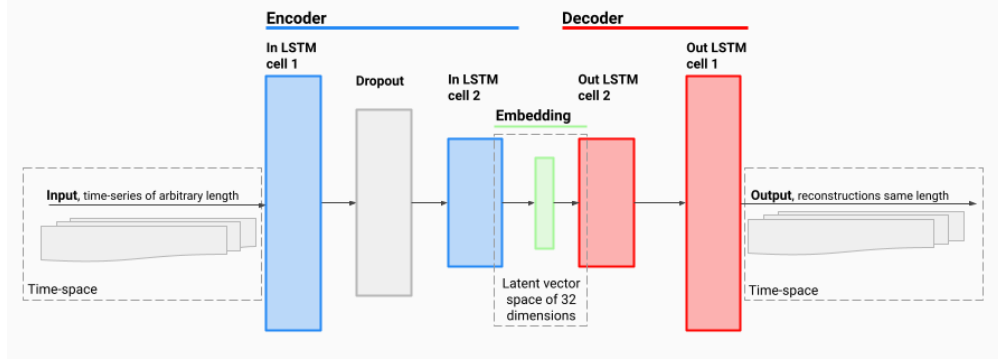 Encoder
Decoder
In LSTM
cell 1
Dropout
In LSTM
cell 2
Embedding
Out LSTM
cell 2
Out LSTM
cell 1
Input, time-series of arbitrary length
Time-space
Latent vector
space of 32
dimensions
Output, reconstructions same length
Time-space